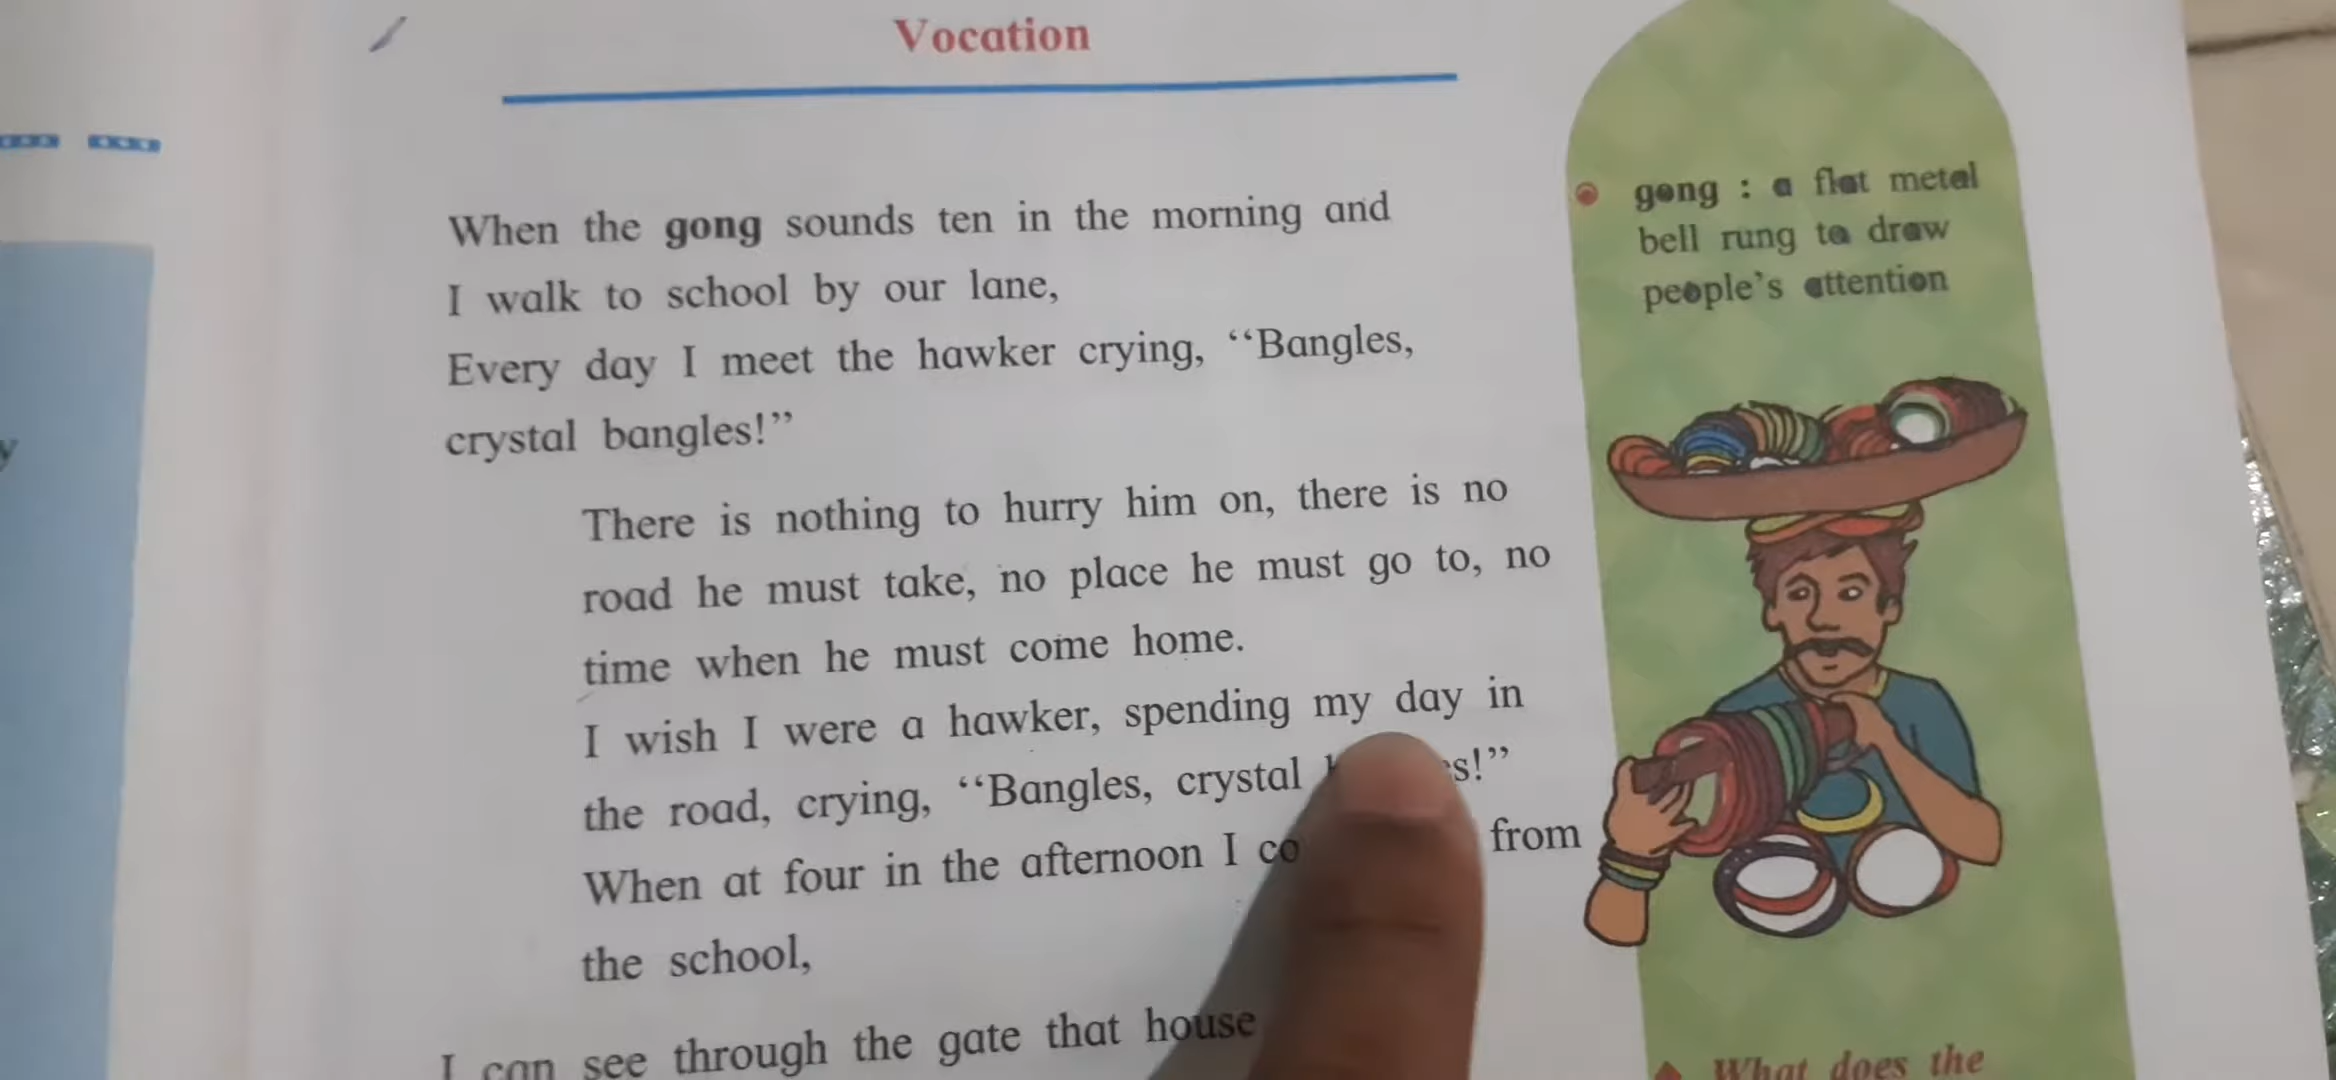 Vocation
When the gong sounds ten in the morning and
I walk to school by our lane,
Every day I meet the hawker crying, “Bangles,
crystal bangles!”
There is nothing to hurry him on, there is no
road he must take, no place he must go to, no
time when he must come home.
I wish I were a hawker, spending my day in
the road, crying, “Bangles, crystal
When at four in the afternoon I from
the school,
I can see through the gate that house
gong : a flat metal
bell rung to draw
people’s attention
What does the